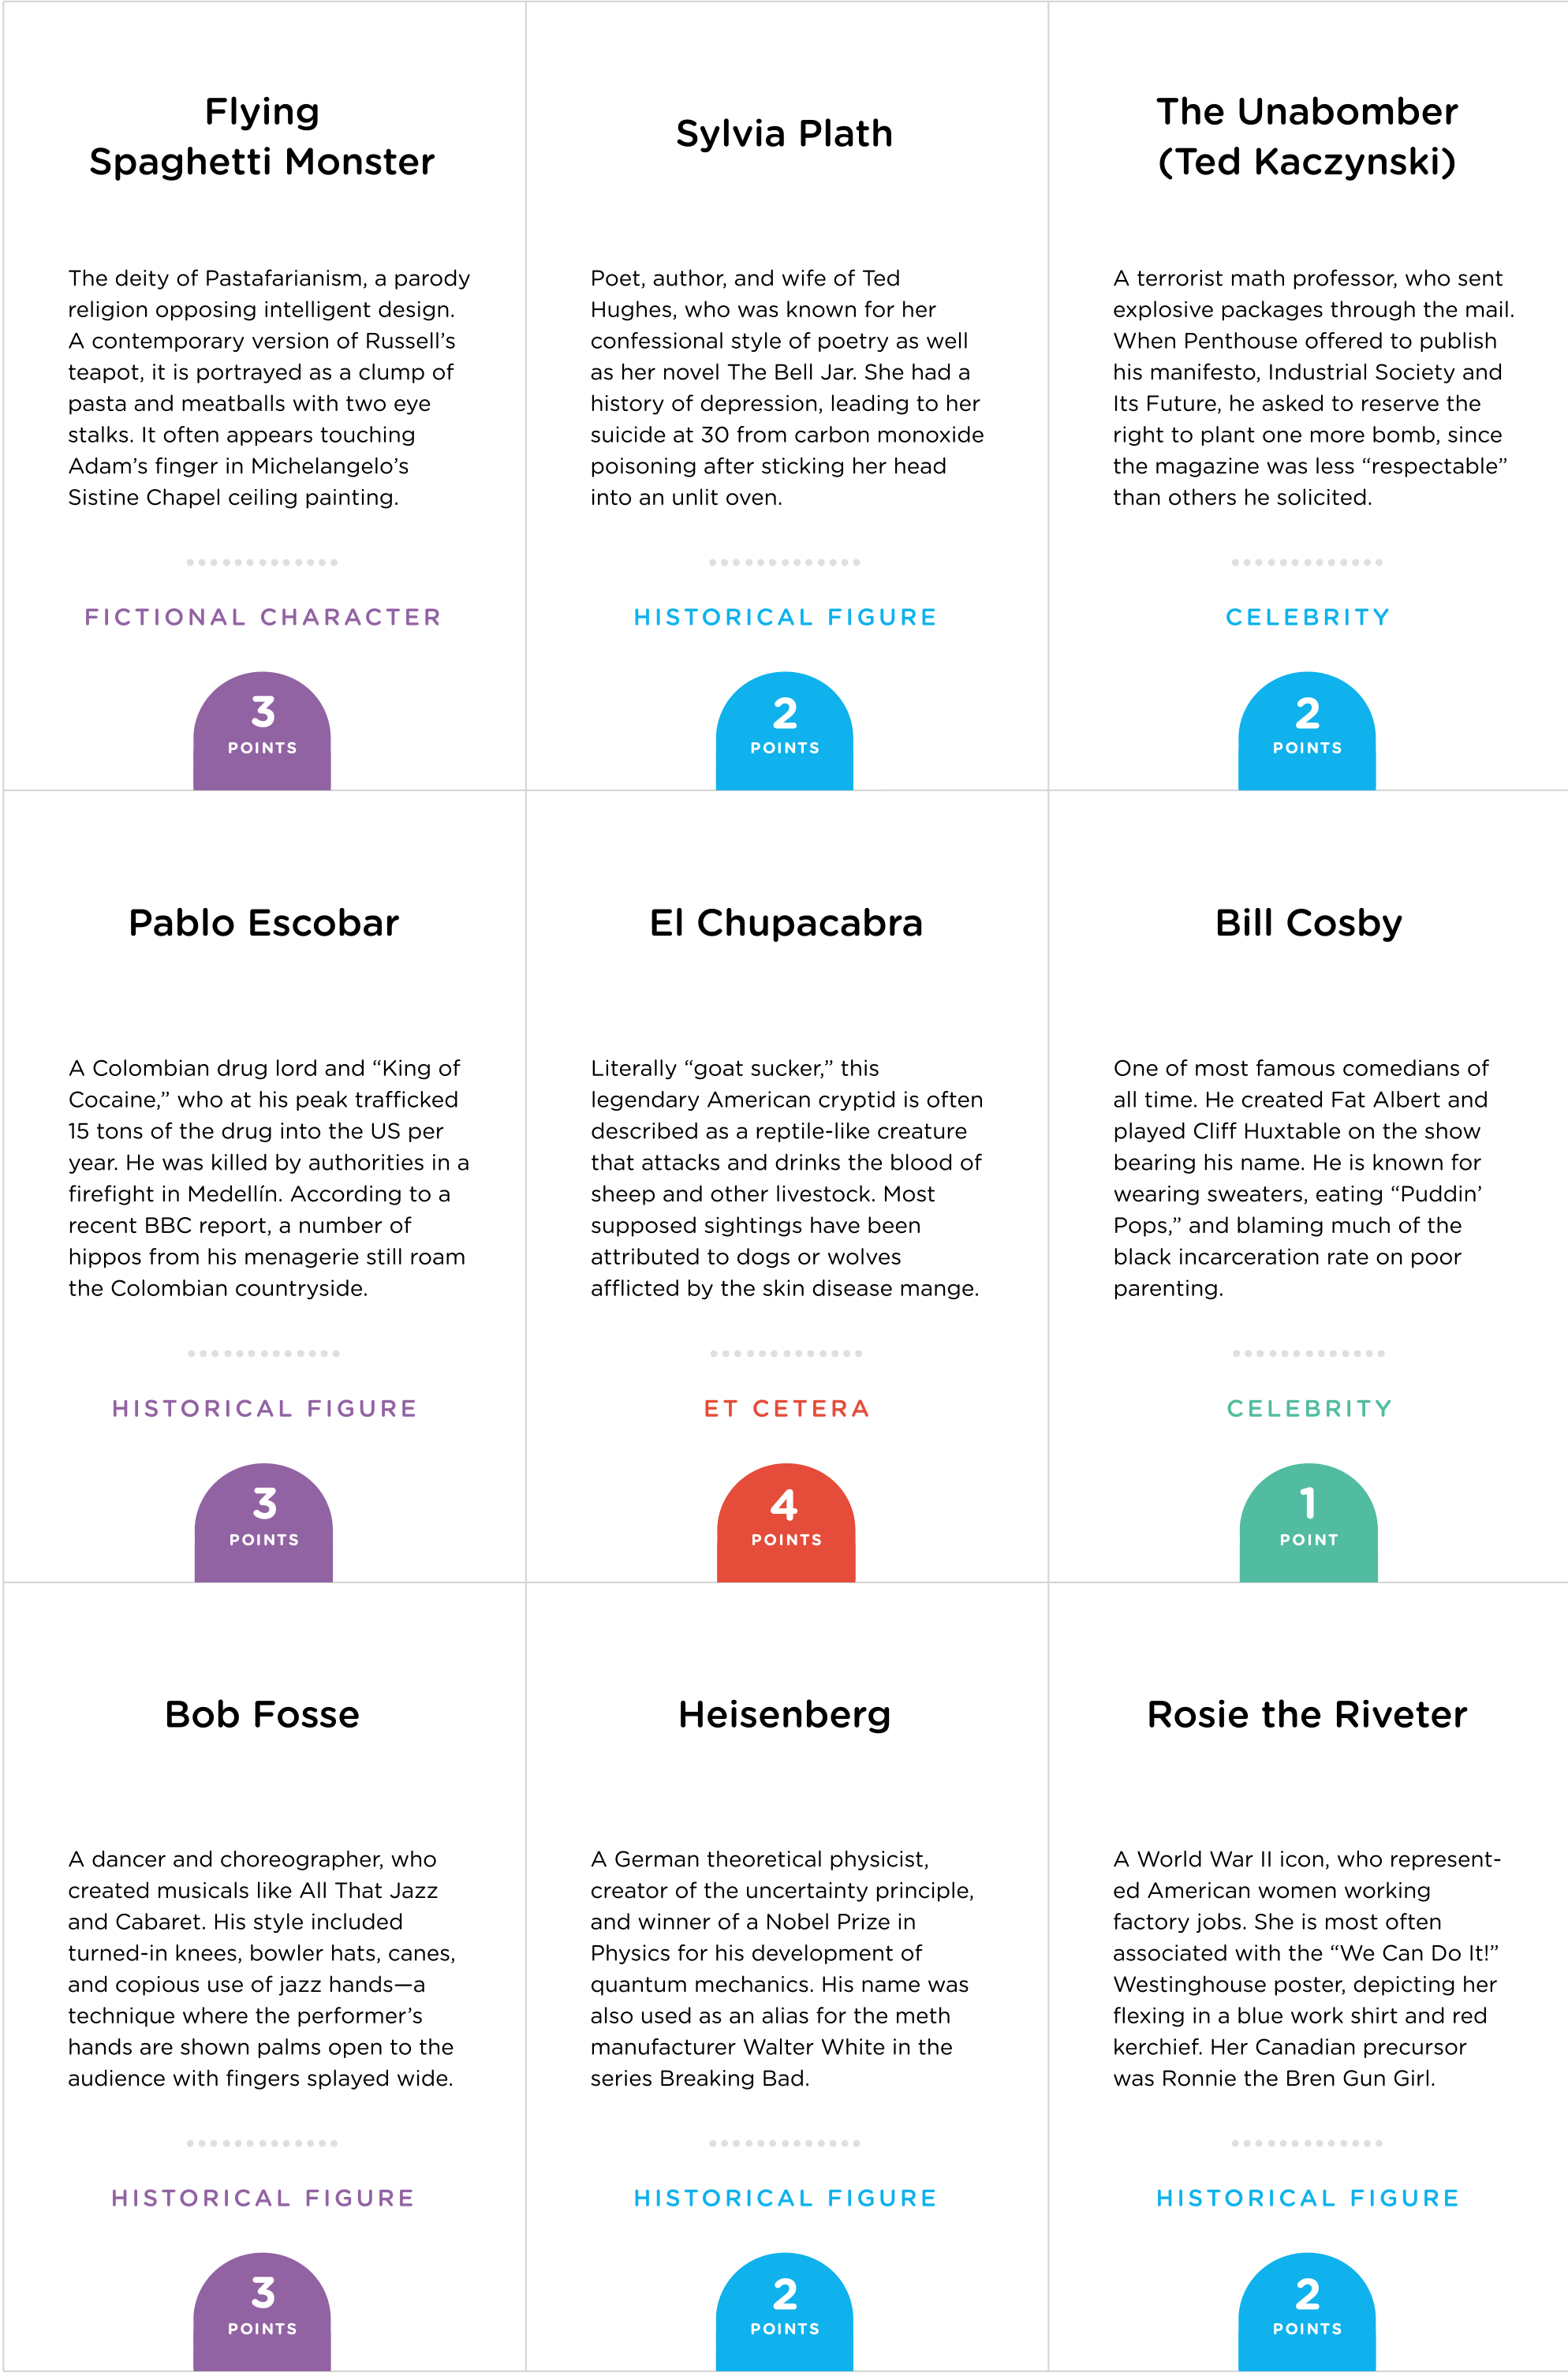 Flying
Spaghetti Monster
The deity of Pastafarianism, a parody
religion opposing intelligent design.
A contemporary version of Russell’s
teapot, it is portrayed as a clump of
pasta and meatballs with two eye
stalks. It often appears touching
Adam’s finger in Michelangelo’s
Sistine Chapel ceiling painting.
FICTIONAL CHARACTER
3
POINTS
Sylvia Plath
Poet, author, and wife of Ted
Hughes, who was known for her
confessional style of poetry as well
as her novel The Bell Jar. She had a
history of depression, leading to her
suicide at 30 from carbon monoxide
poisoning after sticking her head
into an unlit oven.
HISTORICAL FIGURE
2
POINTS
The Unabomber
(Ted Kaczynski)
A terrorist math professor, who sent
explosive packages through the mail.
When Penthouse offered to publish
his manifesto, Industrial Society and
Its Future, he asked to reserve the
right to plant one more bomb, since
the magazine was less “respectable”
than others he solicited.
CELEBRITY
2
POINTS
Pablo Escobar
A Colombian drug lord and “King of
Cocaine,” who at his peak trafficked
15 tons of the drug into the US per
year. He was killed by authorities in a
firefight in Medellín. According to a
recent BBC report, a number of
hippos from his menagerie still roam
the Colombian countryside.
HISTORICAL FIGURE
3
POINTS
El Chupacabra
Literally “goat sucker,” this
legendary American cryptid is often
described as a reptile-like creature
that attacks and drinks the blood of
sheep and other livestock. Most
supposed sightings have been
attributed to dogs or wolves
afflicted by the skin disease mange.
ET CETERA
4
POINTS
Bill Cosby
One of most famous comedians of
all time. He created Fat Albert and
played Cliff Huxtable on the show
bearing his name. He is known for
wearing sweaters, eating “Puddin’
Pops,” and blaming much of the
black incarceration rate on poor
parenting.
CELEBRITY
1
POINT
Bob Fosse
A dancer and choreographer, who
created musicals like All That Jazz
and Cabaret. His style included
turned-in knees, bowler hats, canes,
and copious use of jazz hands—a
technique where the performer’s
hands are shown palms open to the
audience with fingers splayed wide.
HISTORICAL FIGURE
3
POINTS
Heisenberg
A German theoretical physicist,
creator of the uncertainty principle,
and winner of a Nobel Prize in
Physics for his development of
quantum mechanics. His name was
also used as an alias for the meth
manufacturer Walter White in the
series Breaking Bad.
HISTORICAL FIGURE
2
POINTS
Rosie the Riveter
A World War II icon, who represent-
ed American women working
factory jobs. She is most often
associated with the “We Can Do It!”
Westinghouse poster, depicting her
flexing in a blue work shirt and red
kerchief. Her Canadian precursor
was Ronnie the Bren Gun Girl.
HISTORICAL FIGURE
2
POINTS